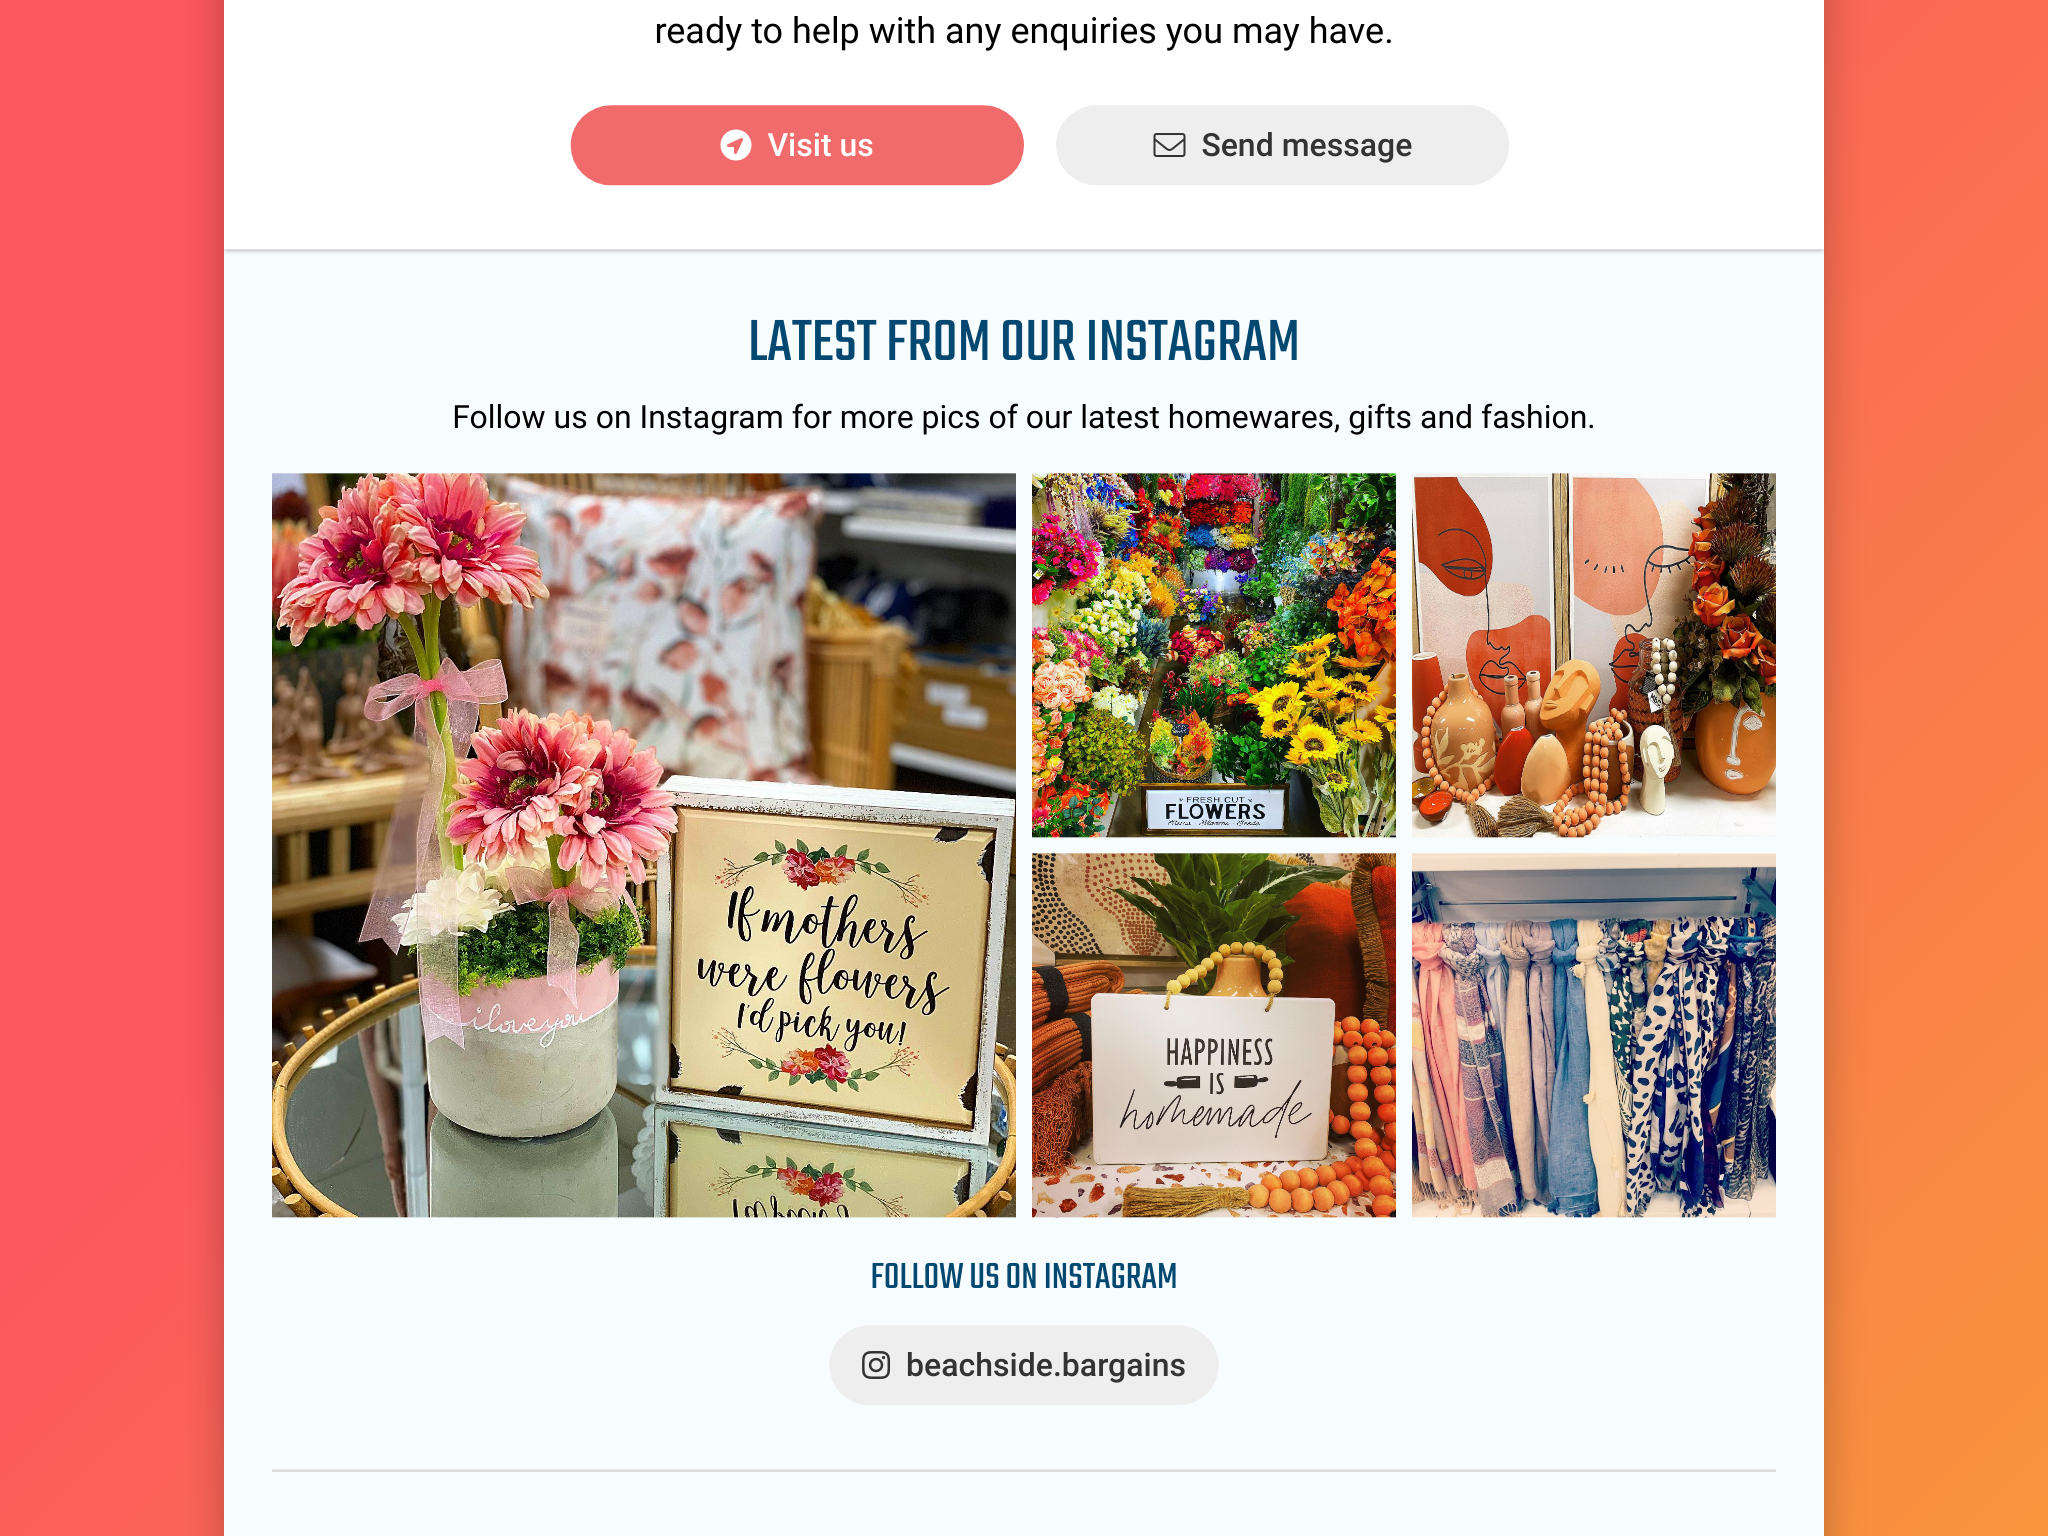 ready to help with any enquiries you may have.
Visit us
Send message
LATEST FROM OUR INSTAGRAM
Follow us on Instagram for more pics of our latest homewares, gifts and fashion.
i love you
If mothers
were flowers
I'd pick you!
FRESH CUT
FLOWERS
HAPPINESS
IS
homemade
FOLLOW US ON INSTAGRAM
beachside.bargains